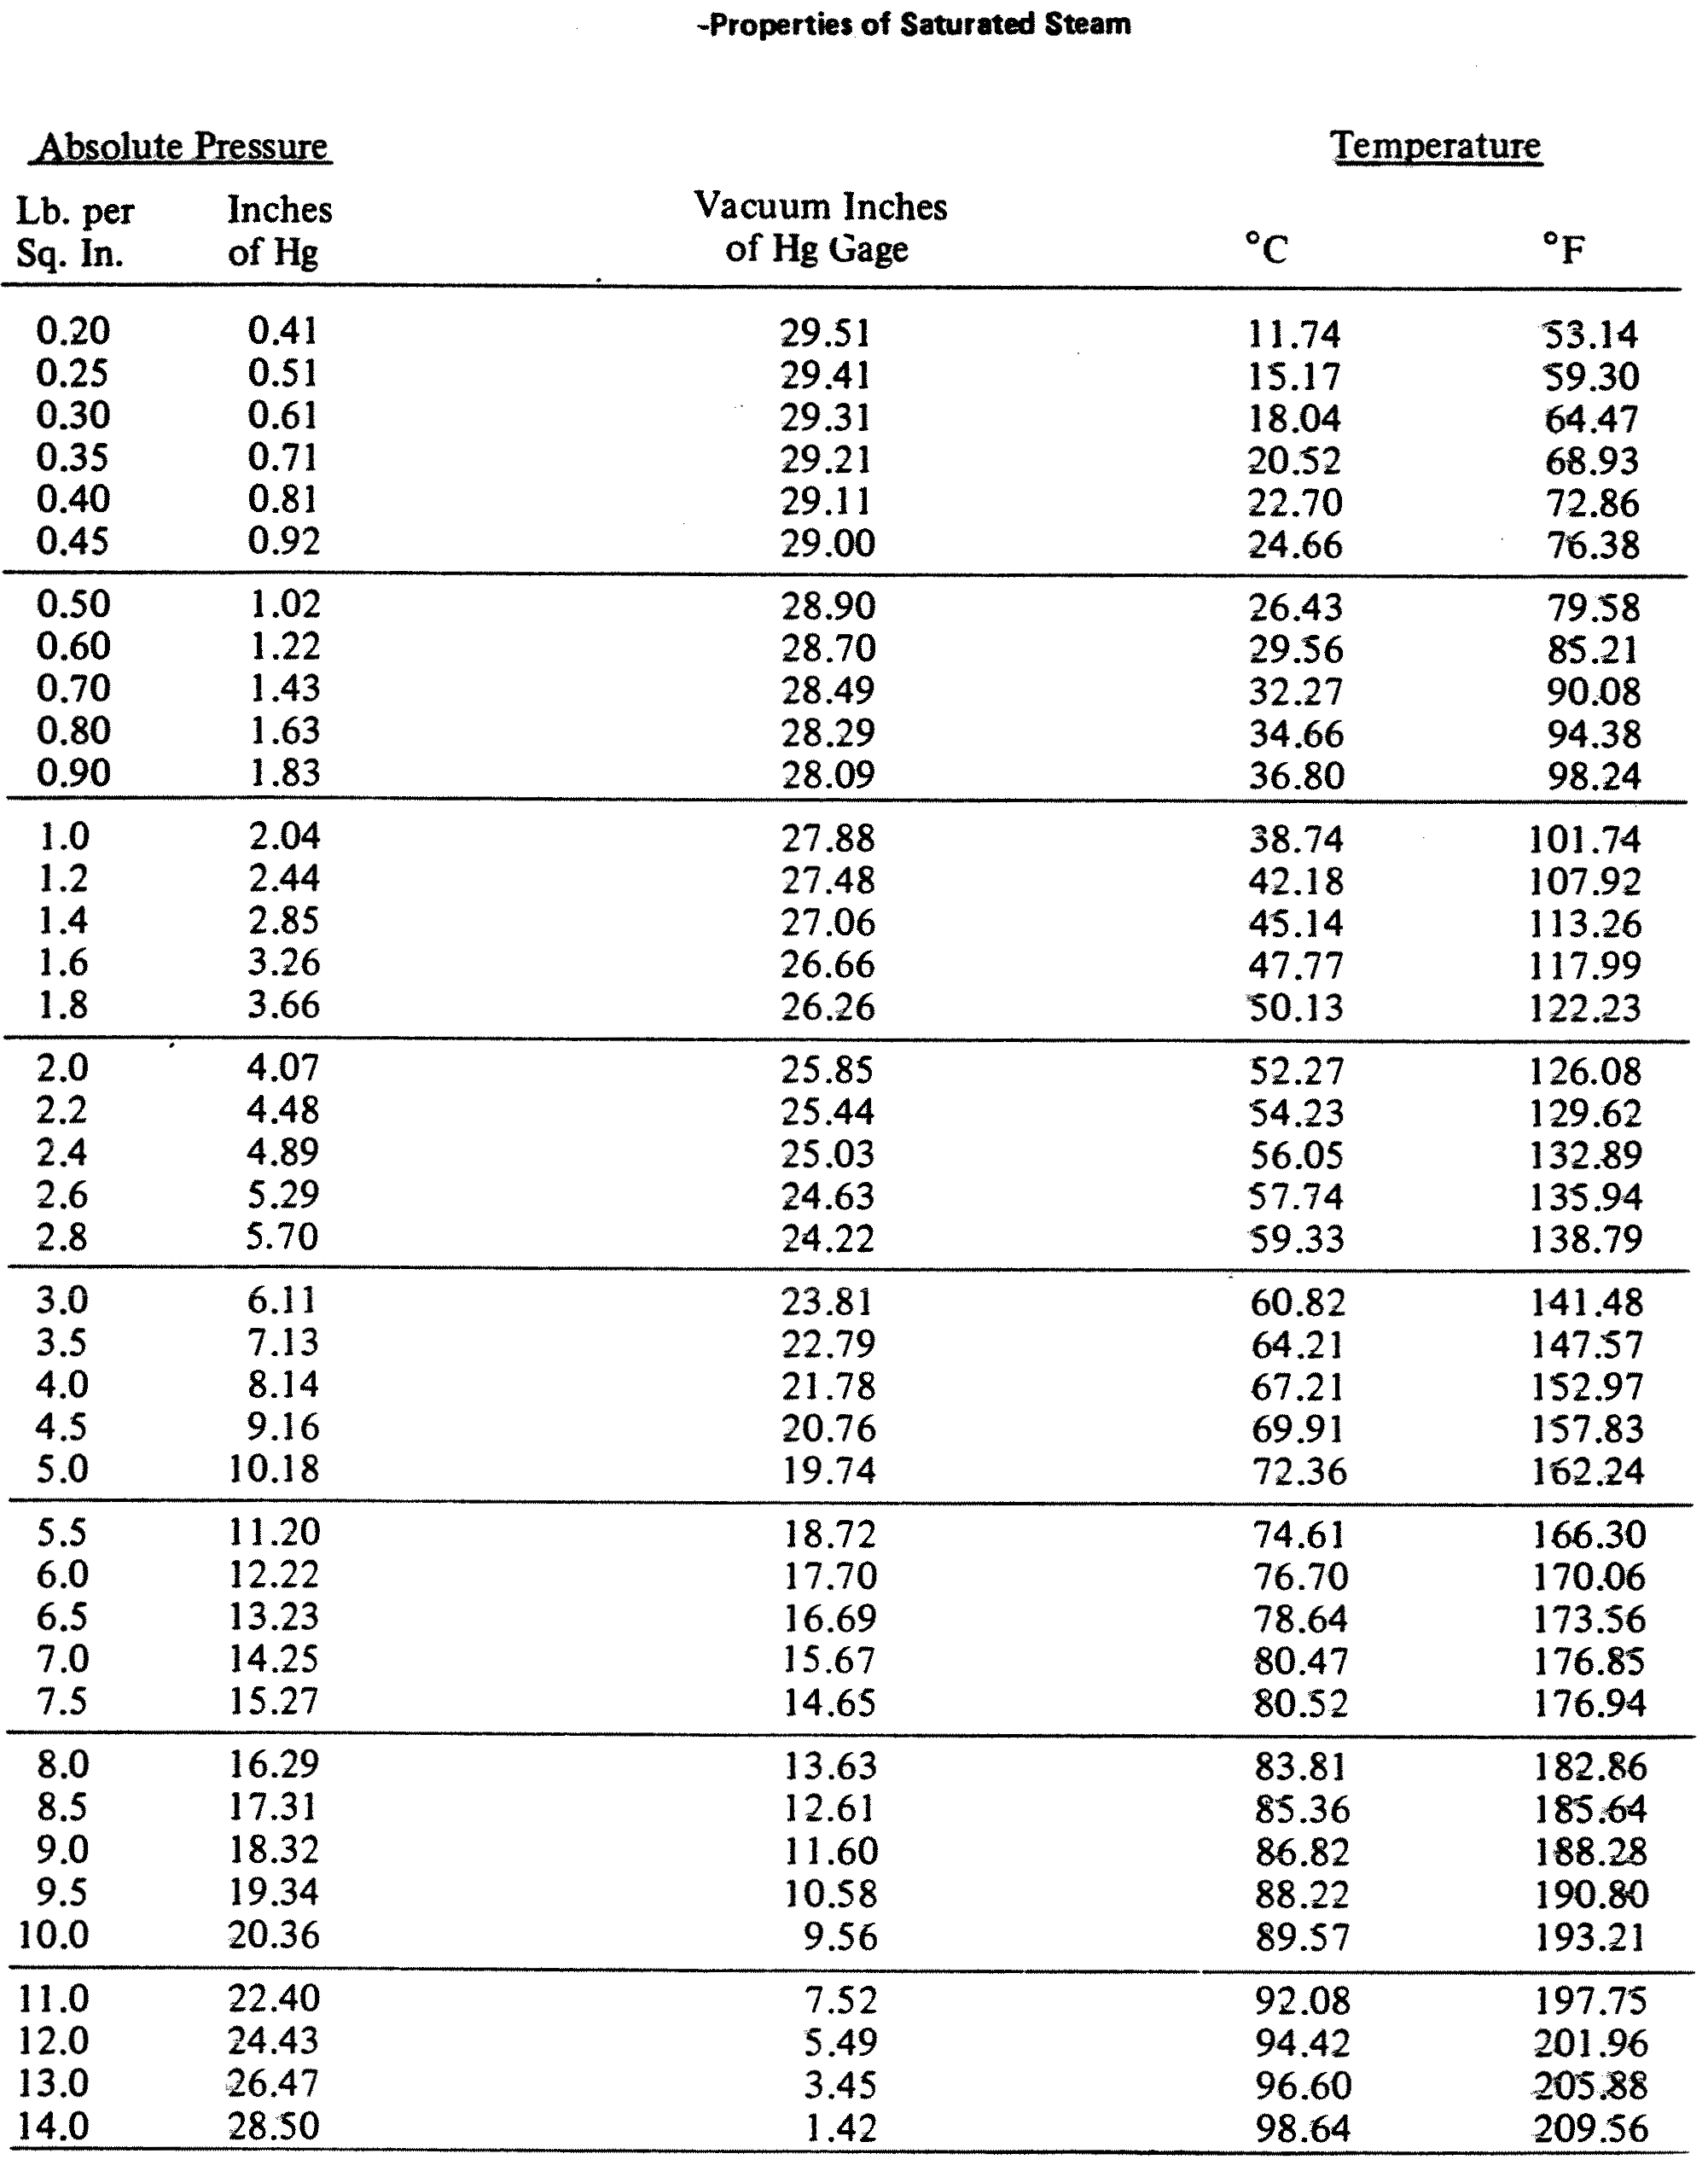 -Properties of Saturated Steam
Absolute Pressure Temperature
Lb. per Inches Vacuum Inches
Sq. In. of Hg of Hg Gage °C °F
0.20 0.41 29.51 11.74 53.14
0.25 0.51 29.41 15.17 59.30
0.30 0.61 29.31 18.04 64.47
0.35 0.71 29.21 20.52 68.93
0.40 0.81 29.11 22.70 72.86
0.45 0.92 29.00 24.66 76.38
0.50 1.02 28.90 26.43 79.58
0.60 1.22 28.70 29.56 85.21
0.70 1.43 28.49 32.27 90.08
0.80 1.63 28.29 34.66 94.38
0.90 1.83 28.09 36.80 98.24
1.0 2.04 27.88 38.74 101.74
1.2 2.44 27.48 42.18 107.92
1.4 2.85 27.06 45.14 113.26
1.6 3.26 26.66 47.77 117.99
1.8 3.66 26.26 50.13 122.23
2.0 4.07 25.85 52.27 126.08
2.2 4.48 25.44 54.23 129.62
2.4 4.89 25.03 56.05 132.89
2.6 5.29 24.63 57.74 135.94
2.8 5.70 24.22 59.33 138.79
3.0 6.11 23.81 60.82 141.48
3.5 7.13 22.79 64.21 147.57
4.0 8.14 21.78 67.21 152.97
4.5 9.16 20.76 69.91 157.83
5.0 10.18 19.74 72.36 162.24
5.5 11.20 18.72 74.61 166.30
6.0 12.22 17.70 76.70 170.06
6.5 13.23 16.69 78.64 173.56
7.0 14.25 15.67 80.47 176.85
7.5 15.27 14.65 80.52 176.94
8.0 16.29 13.63 83.81 182.86
8.5 17.31 12.61 85.36 185.64
9.0 18.32 11.60 86.82 188.28
9.5 19.34 10.58 88.22 190.80
10.0 20.36 9.56 89.57 193.21
11.0 22.40 7.52 92.08 197.75
12.0 24.43 5.49 94.42 201.96
13.0 26.47 3.45 96.60 205.88
14.0 28.50 1.42 98.64 209.56